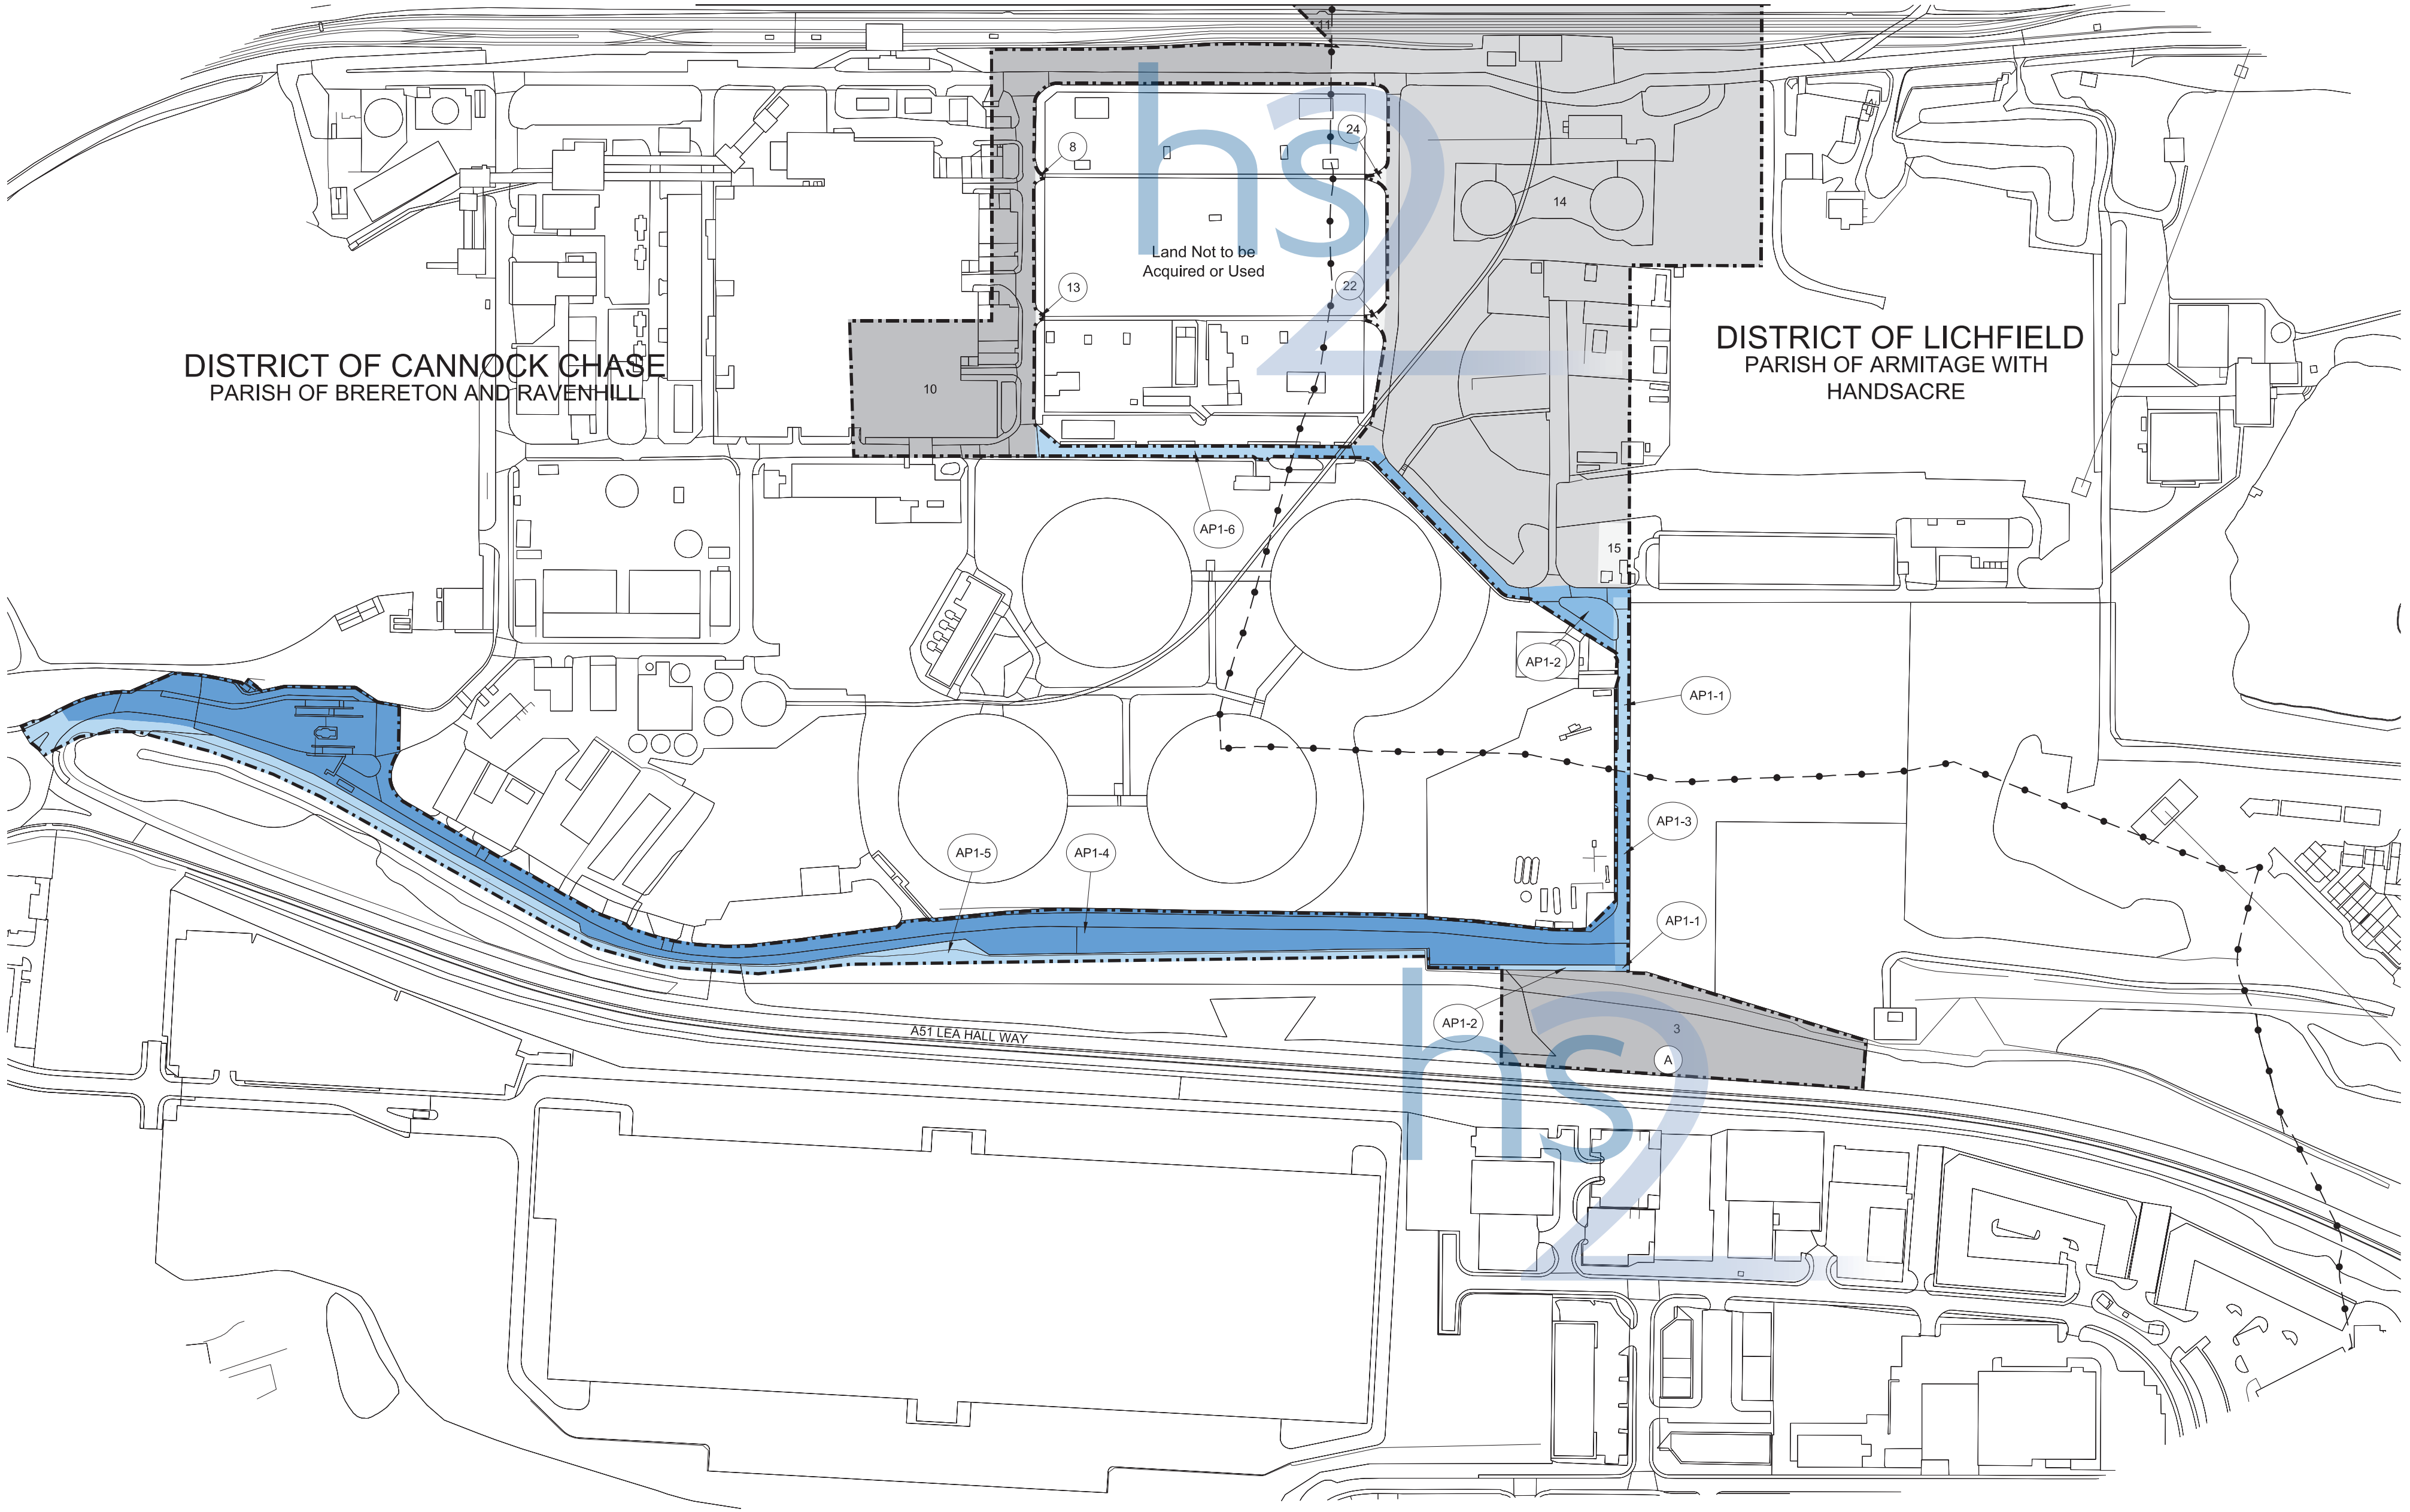 11
hs2
24
8
14
Land Not to be
Acquired or Used
13
22
DISTRICT OF LICHFIELD
PARISH OF ARMITAGE WITH
HANDSACRE
DISTRICT OF CANNOCK CHASE
PARISH OF BRERETON AND RAVENHILL
10
AP1-6
15
AP1-2
AP1-1
AP1-3
AP1-5
AP1-4
AP1-1
AP1-2
A51 LEA HALL WAY
3
A
hs2